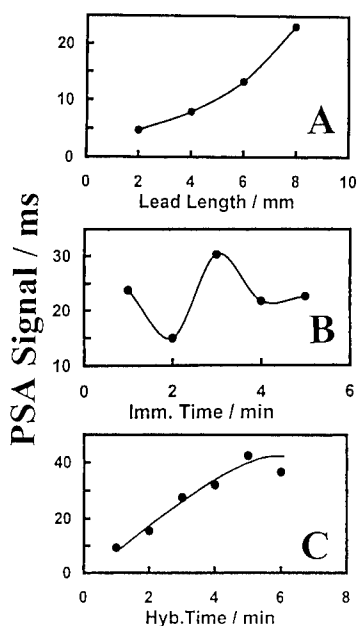 PSA Signal / ms
20
10
0
A
0 2 4 6 8 10
Lead Length / mm
30
20
10
B
0 2 4 6
Imm. Time / min
40
20
0
C
0 2 4 6 8
Hyb.Time / min